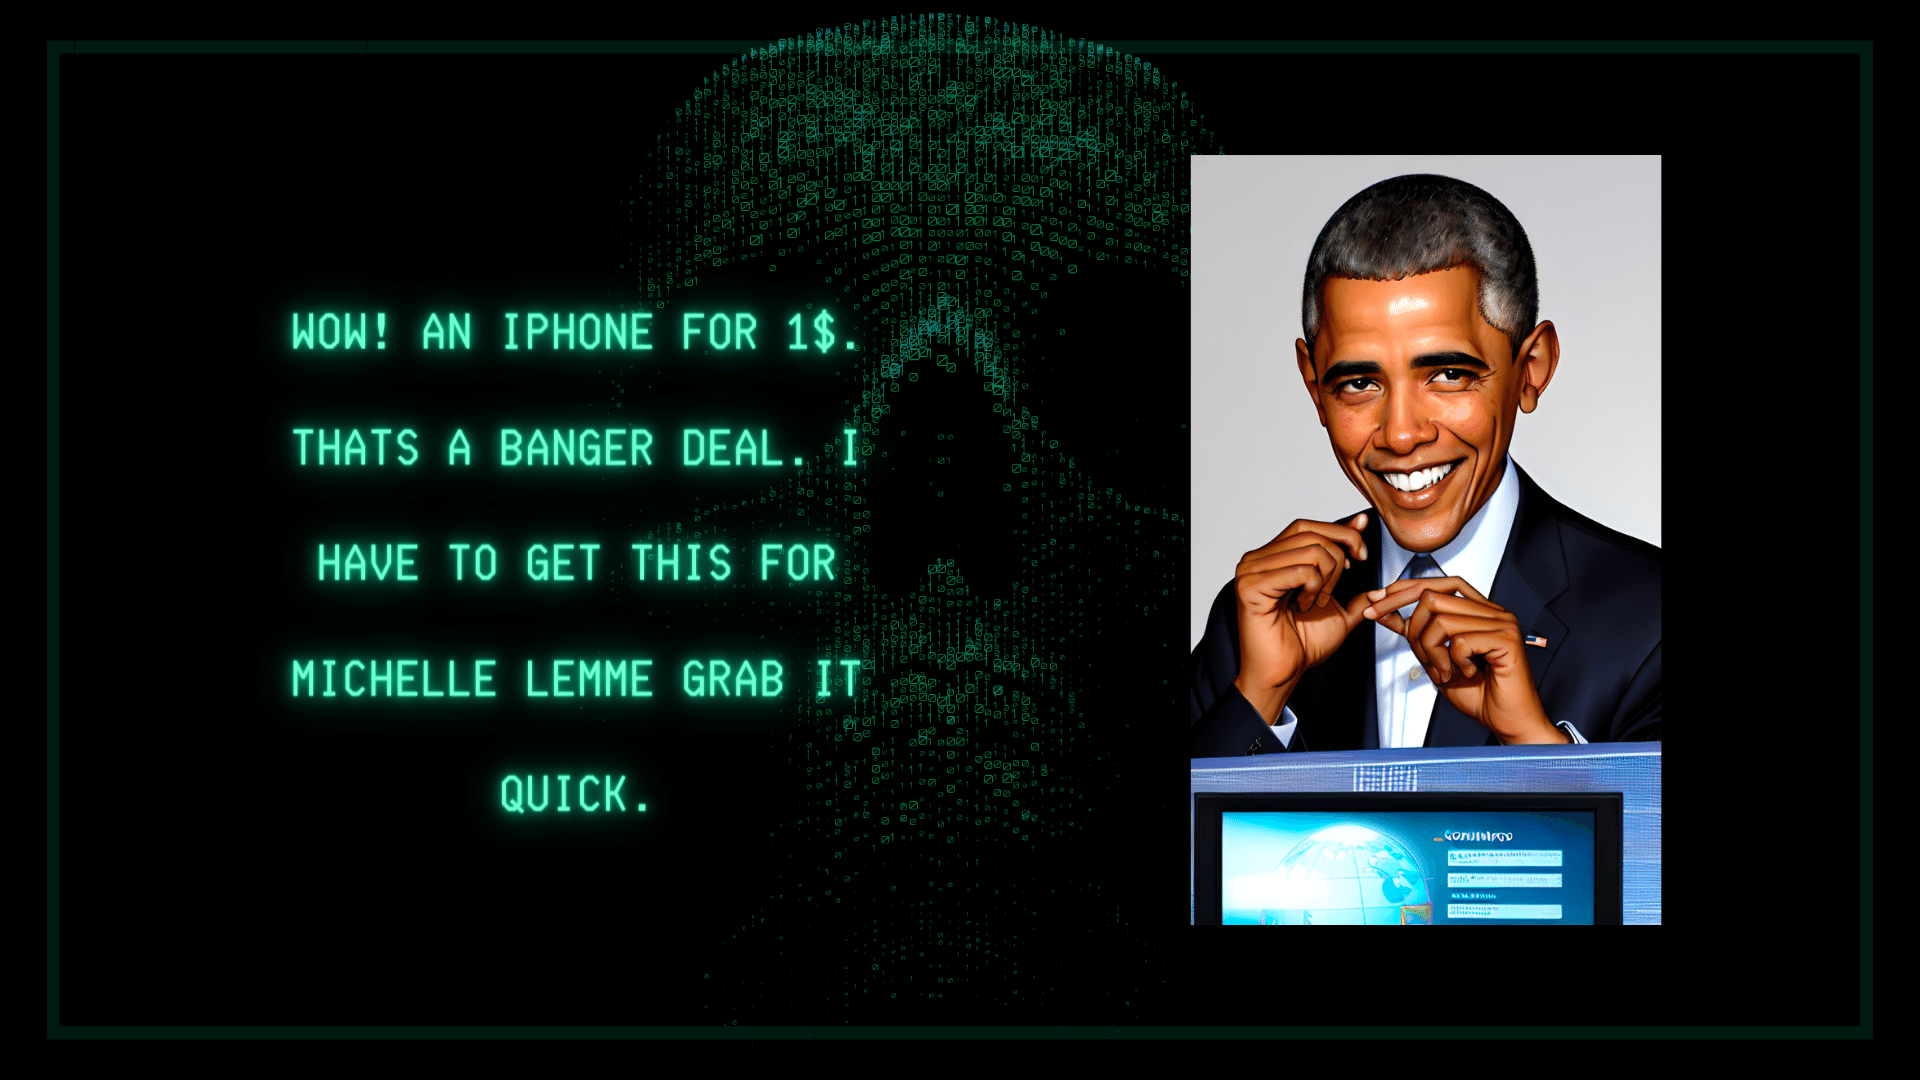 WOW! AN IPHONE FOR 1$.
THATS A BANGER DEAL. I
HAVE TO GET THIS FOR
MICHELLE LEMME GRAB IT
QUICK.